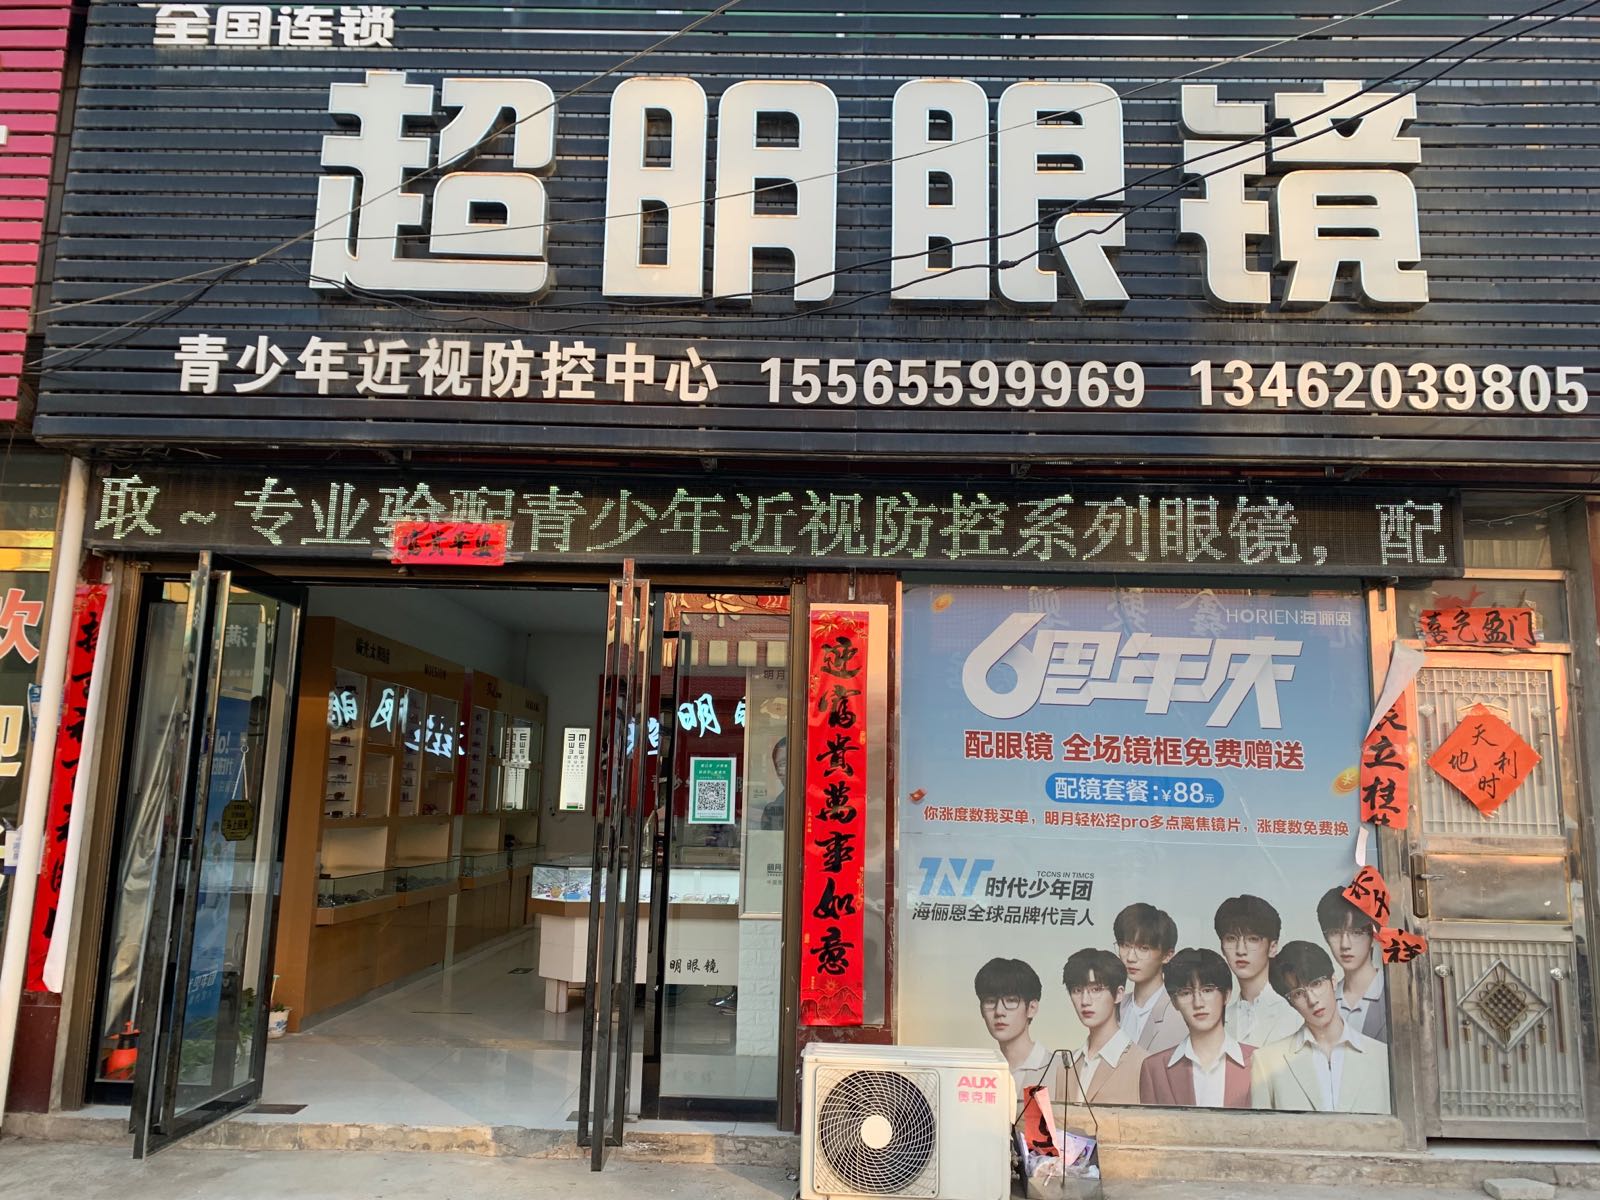 全国连锁
超明眼镜
青少年近视防控中心 15565599969 13462039805
取~专业验配青少年近视防控系列眼镜，配
迎富贵萬事如意
HORIEN海俪恩
6周年庆
配眼镜 全场镜框免费赠送
配镜套餐:¥88元
你涨度数我买单，明月轻松控pro多点离焦镜片，涨度数免费换
TNT时代少年团
TCCNS IN TIMCS
海俪恩全球品牌代言人
喜气盈门
天地利时
明眼镜
AUX
奥克斯